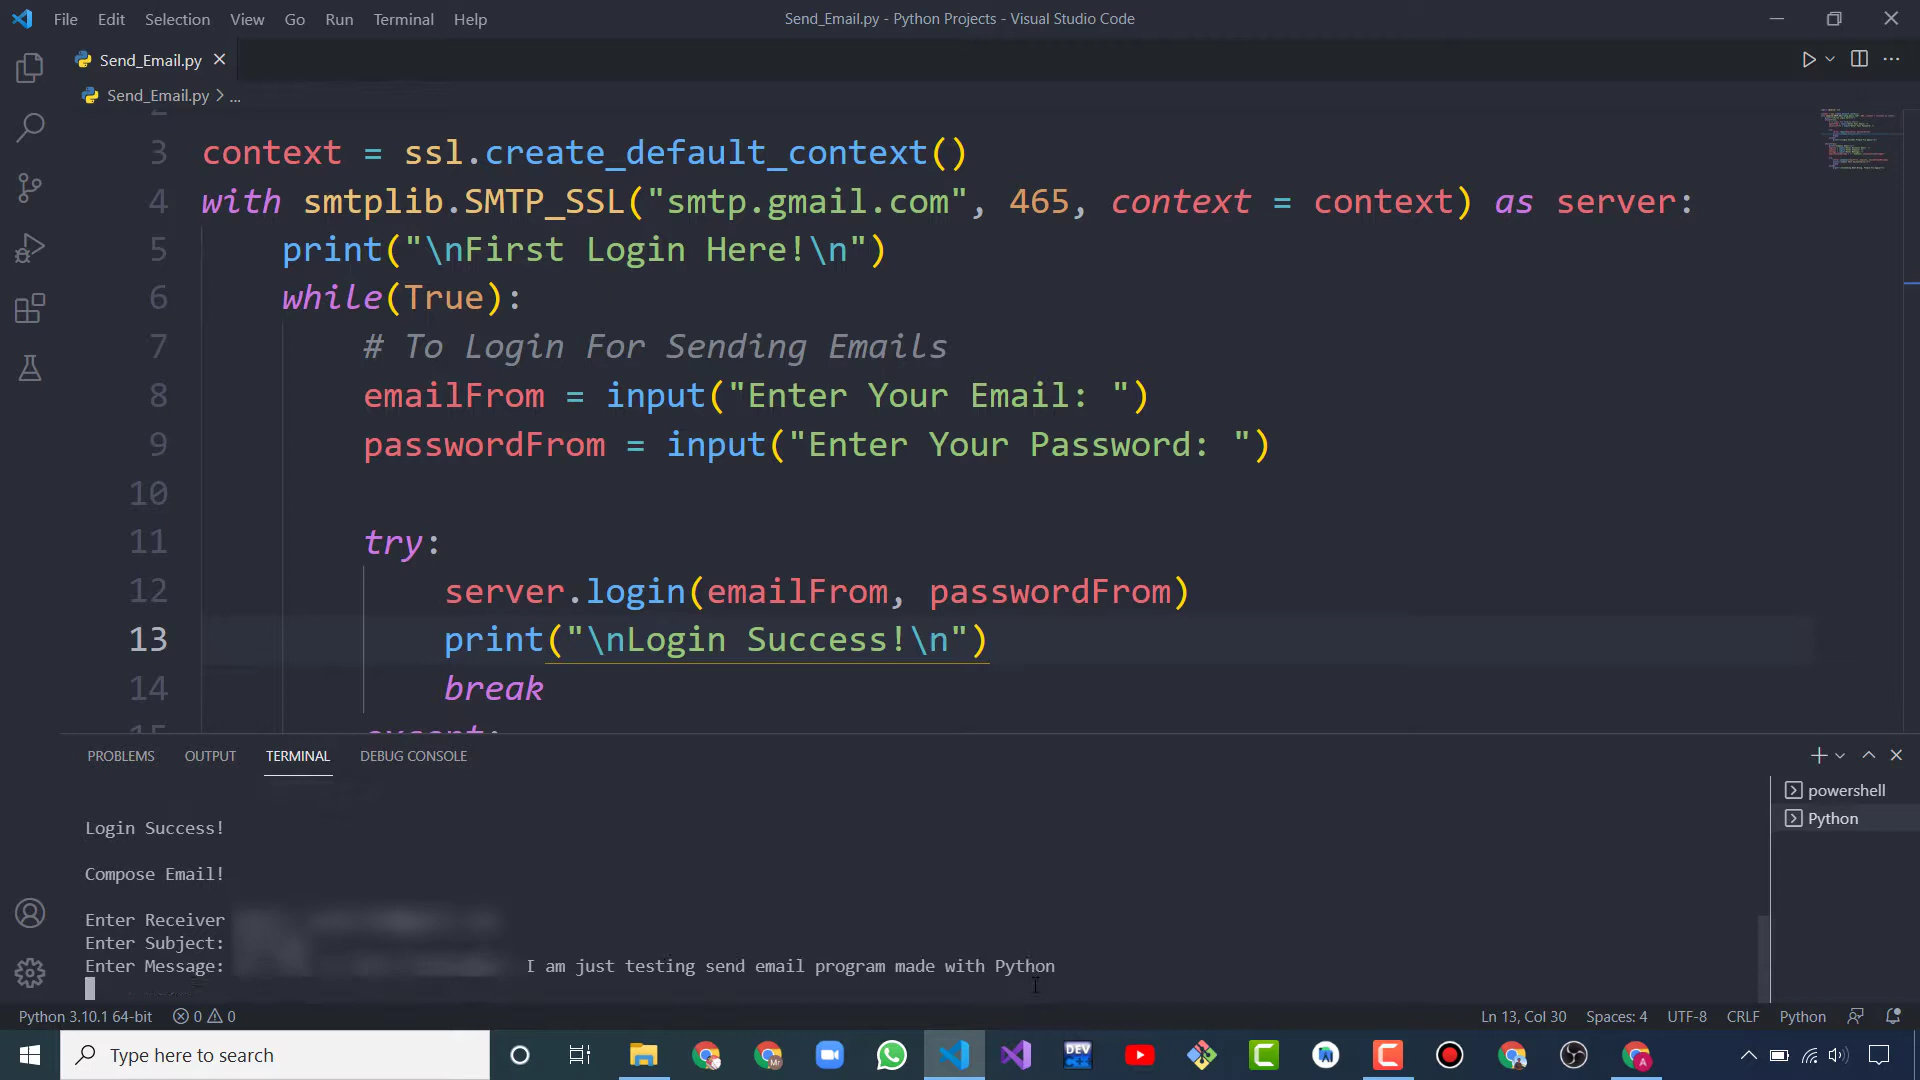 File Edit Selection View Go Run Terminal Help
Send_Email.py - Python Projects - Visual Studio Code
Send_Email.py
Send_Email.py > ...
2
3 context = ssl.create_default_context()
4 with smtplib.SMTP_SSL("smtp.gmail.com", 465, context = context) as server:
5 print("\nFirst Login Here!\n")
6 while(True):
7 # To Login For Sending Emails
8 emailFrom = input("Enter Your Email: ")
9 passwordFrom = input("Enter Your Password: ")
10
11 try:
12 server.login(emailFrom, passwordFrom)
13 print("\nLogin Success!\n")
14 break
15 except:
PROBLEMS OUTPUT TERMINAL DEBUG CONSOLE
powershell
Python
Login Success!
Compose Email!
Enter Receiver
Enter Subject:
Enter Message: I am just testing send email program made with Python
Python 3.10.1 64-bit 0 0 Ln 13, Col 30 Spaces: 4 UTF-8 CRLF Python
Type here to search
DEV